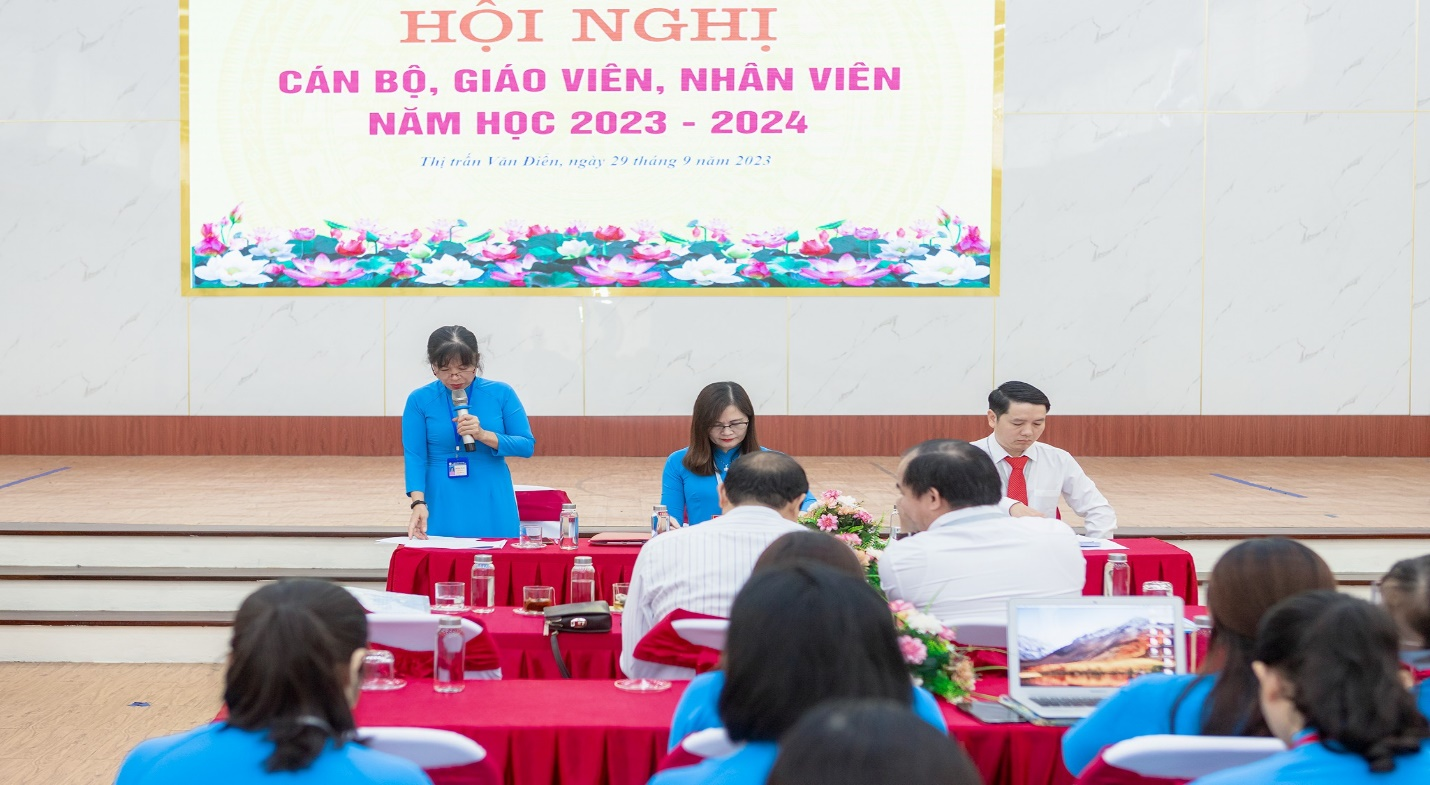 HỘI NGHỊ
CÁN BỘ, GIÁO VIÊN, NHÂN VIÊN
NĂM HỌC 2023 - 2024
Thị trấn Văn Điển, ngày 29 tháng 9 năm 2023